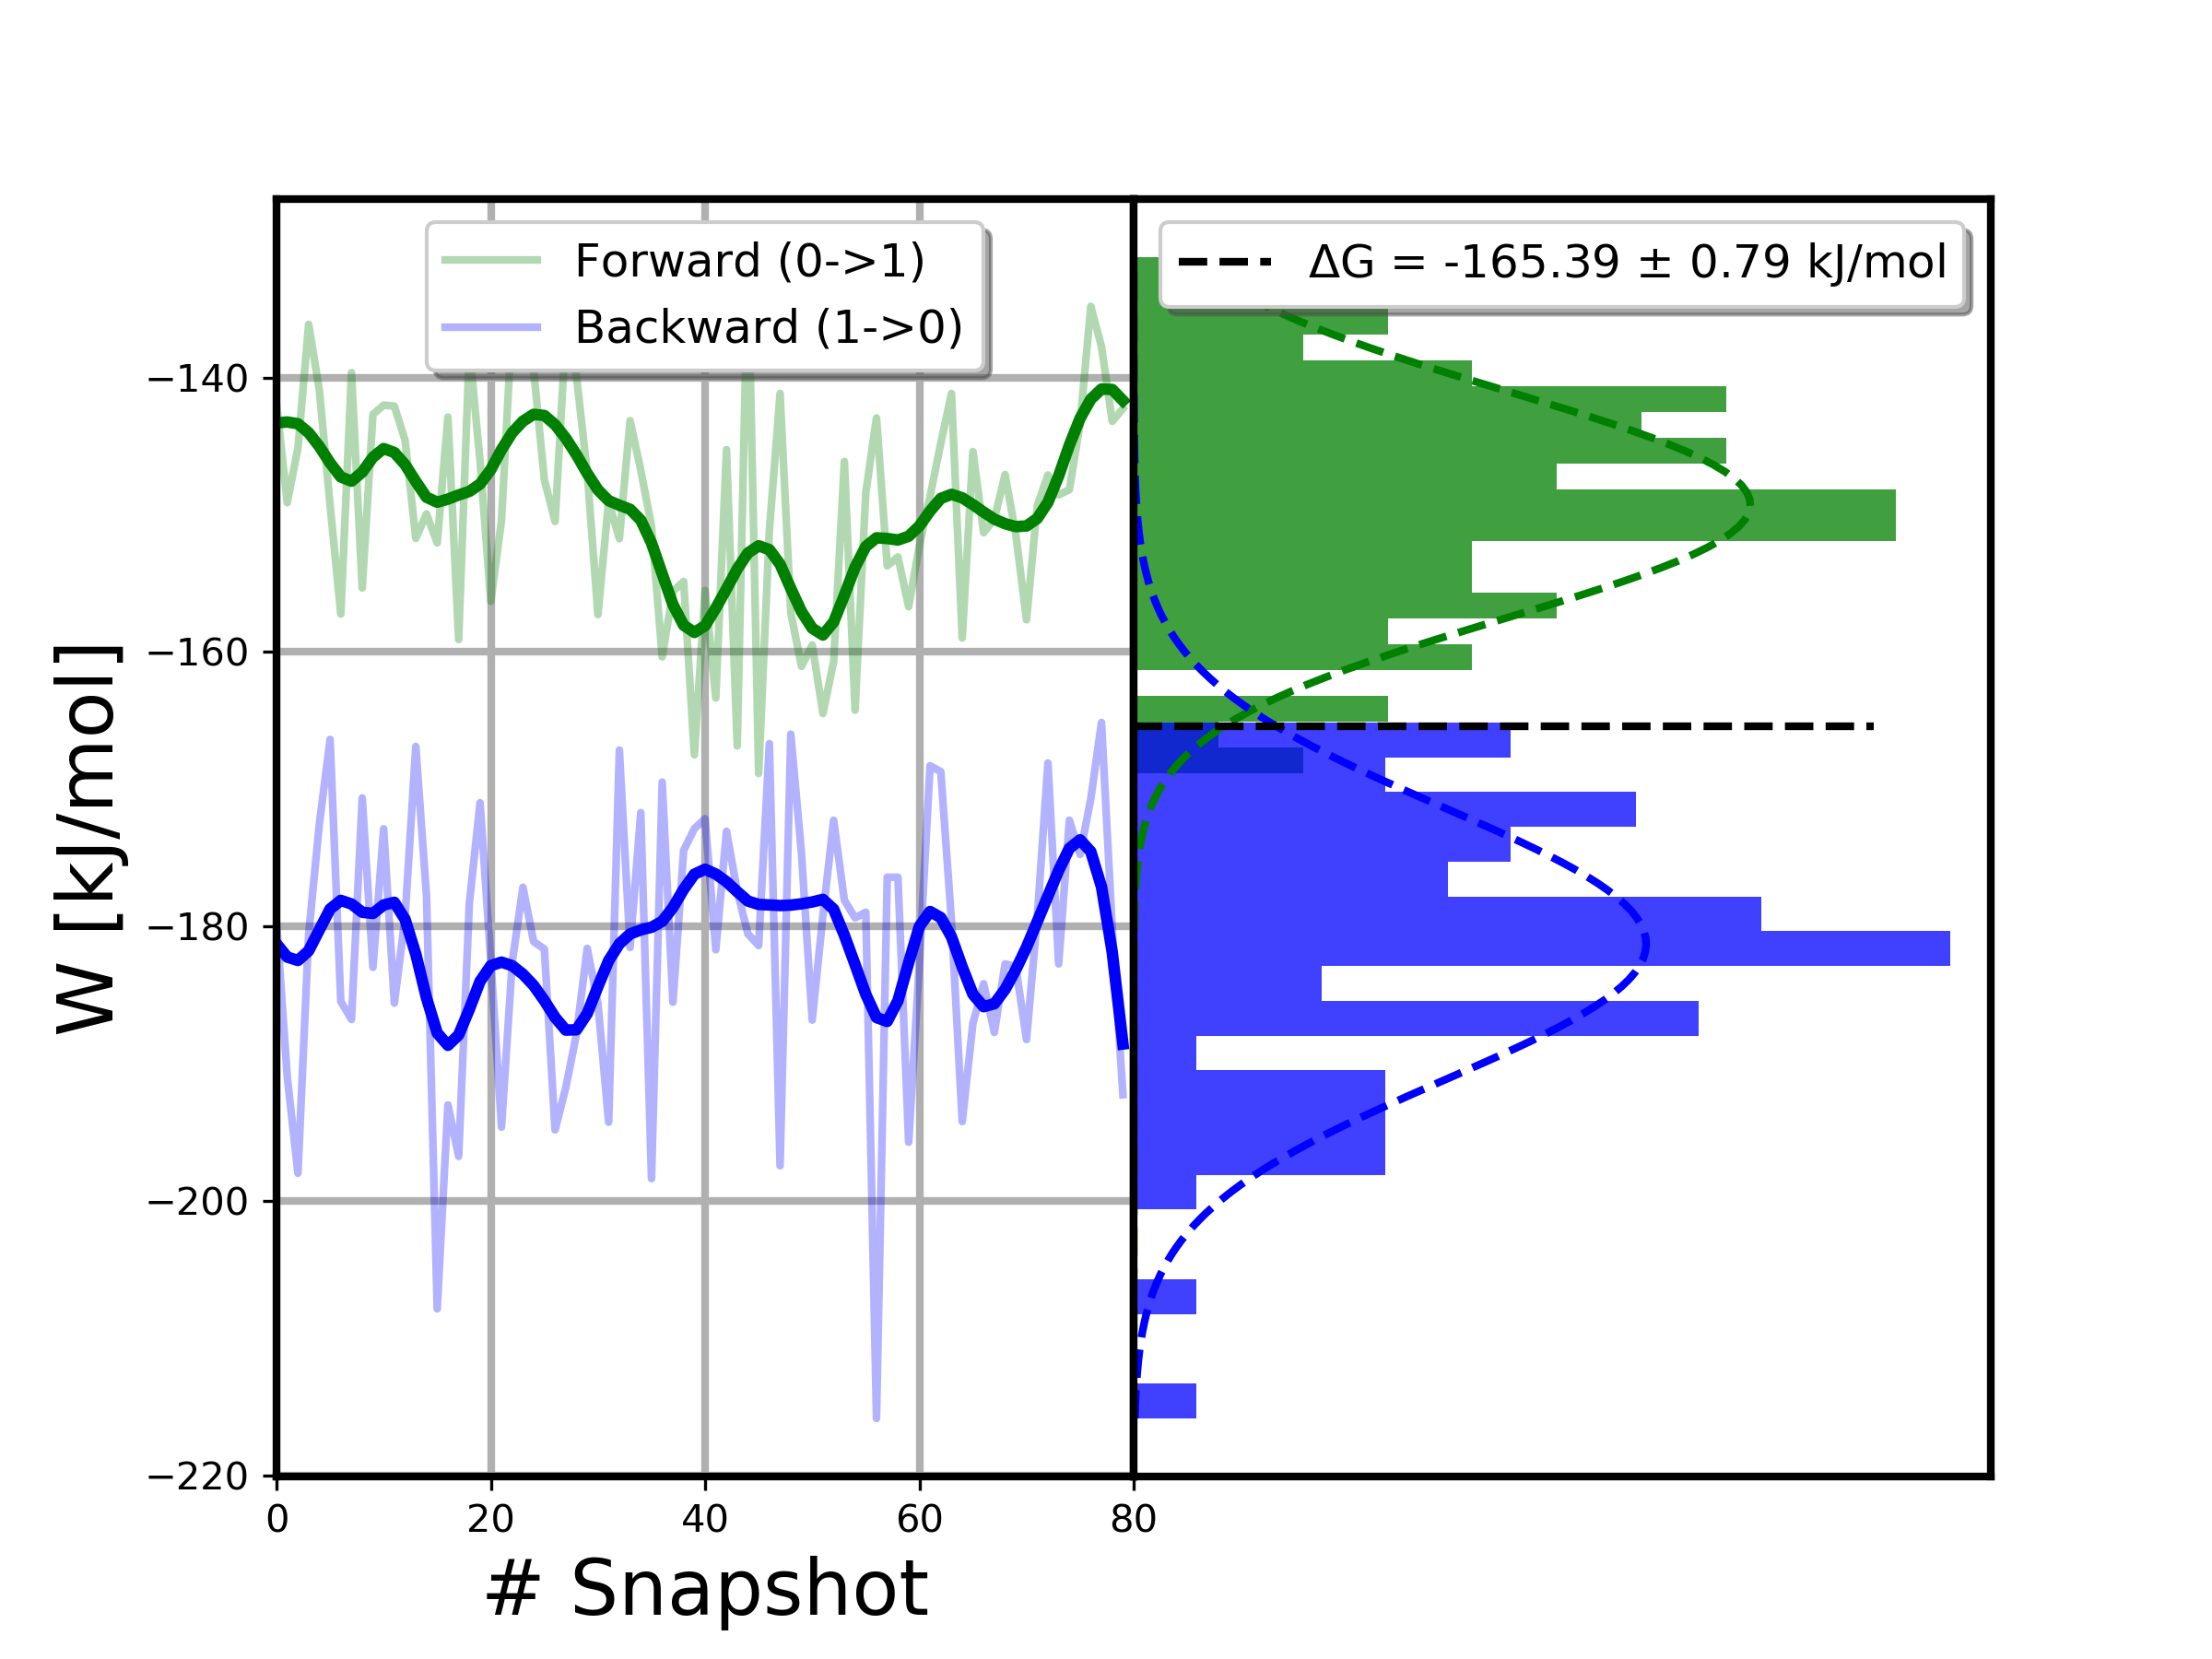 Forward (0->1)
Backward (1->0)
ΔG = -165.39 ± 0.79 kJ/mol
W [kJ/mol]
−140
−160
−180
−200
−220
0 20 40 60 80
# Snapshot